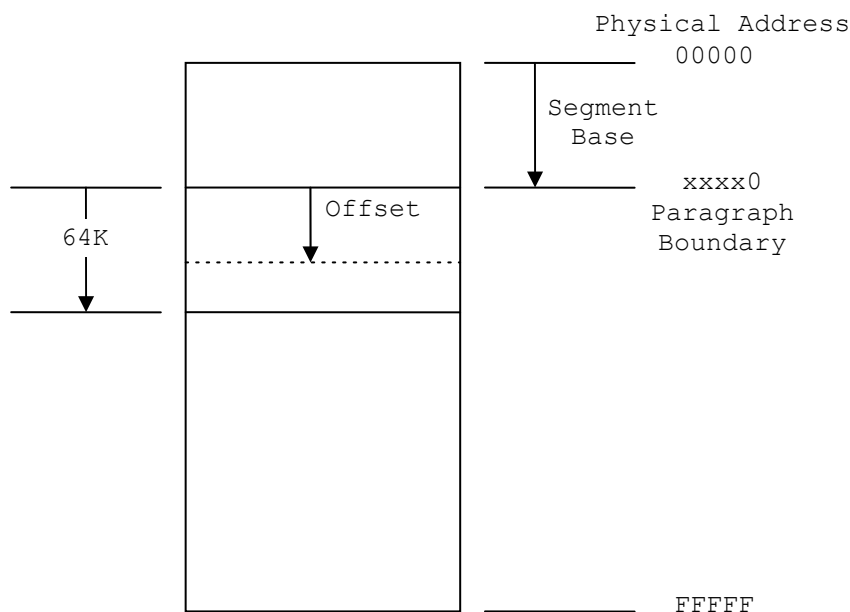 Physical Address
00000
Segment
Base
xxxx0
Paragraph
Boundary
Offset
64K
FFFFF